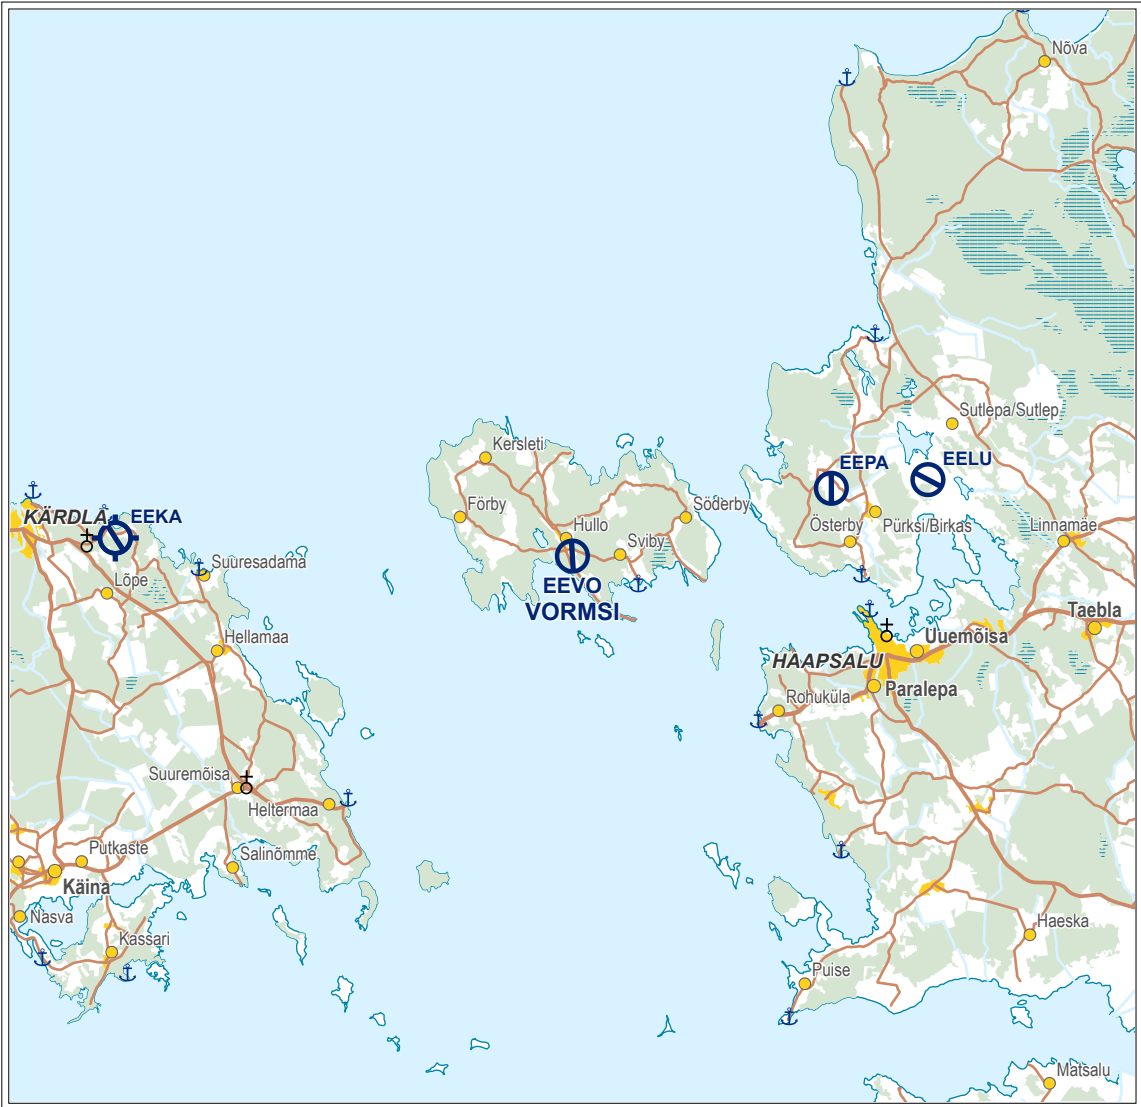 Nõva
Sutlepa/Sutlep
Kersleti
EEPA
EELU
Förby
Söderby
KÄRDLA
EEKA
Hullo
Österby
Pürksi/Birkas
Linnamäe
Sviby
Suuresadama
Lõpe
EEVO
VORMSI
Taebla
Hellamaa
Uuemõisa
HAAPSALU
Rohuküla
Paralepa
Suuremõisa
Heltermaa
Putkaste
Salinõmme
Käina
Nasva
Haeska
Kassari
Puise
Matsalu